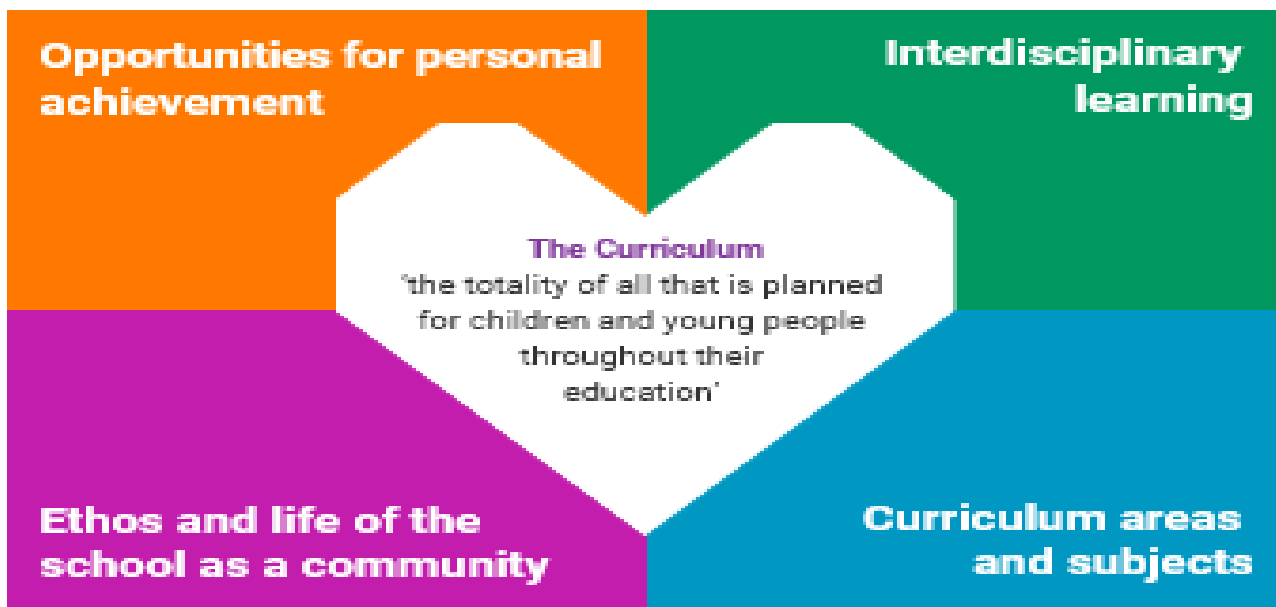 Opportunities for personal
achievement
Interdisciplinary
learning
The Curriculum
'the totality of all that is planned
for children and young people
throughout their
education'
Ethos and life of the
school as a community
Curriculum areas
and subjects